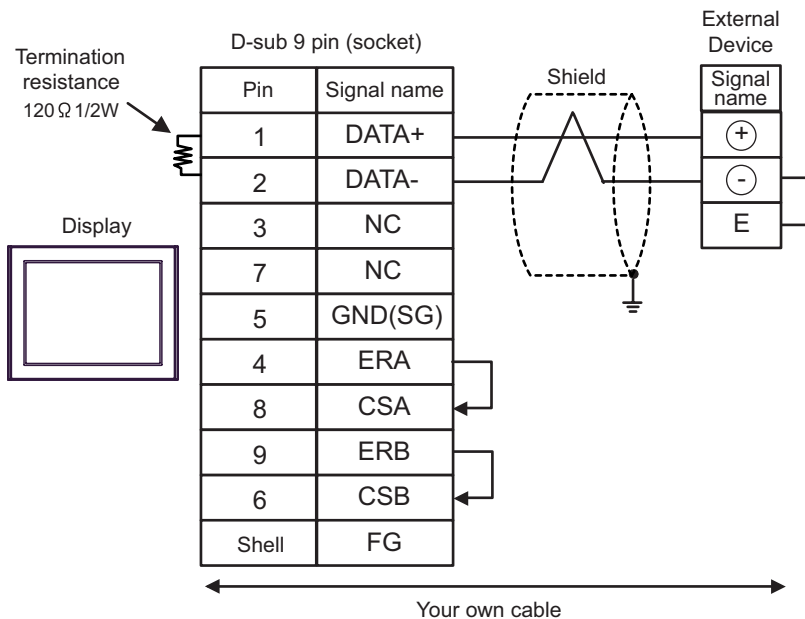 External
Device
D-sub 9 pin (socket)
Termination
resistance
120 Ω 1/2W
Shield
Pin Signal name
Signal
name
1 DATA+
+
2 DATA-
-
3 NC
E
Display
7 NC
5 GND(SG)
4 ERA
8 CSA
9 ERB
6 CSB
Shell FG
Your own cable